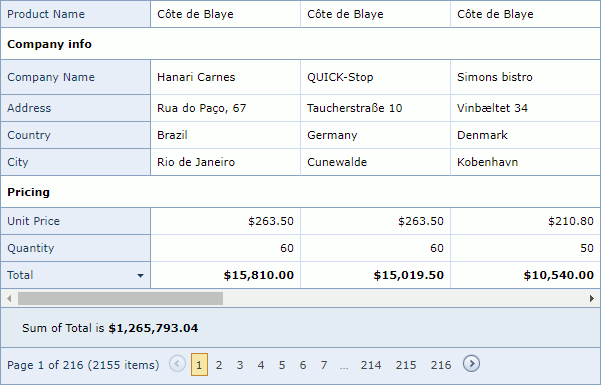 Product Name Côte de Blaye Côte de Blaye Côte de Blaye
Company info
Company Name Hanari Carnes QUICK-Stop Simons bistro
Address Rua do Paço, 67 Taucherstraße 10 Vinbæltet 34
Country Brazil Germany Denmark
City Rio de Janeiro Cunewalde Kobenhavn
Pricing
Unit Price $263.50 $263.50 $210.80
Quantity 60 60 50
Total $15,810.00 $15,019.50 $10,540.00
Sum of Total is $1,265,793.04
Page 1 of 216 (2155 items) 1 2 3 4 5 6 7 ... 214 215 216